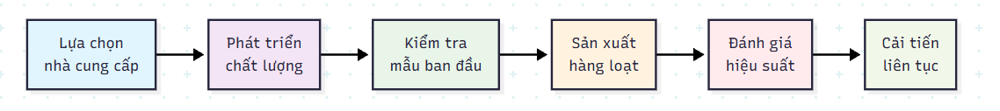 Lựa chọn
nhà cung cấp
Phát triển
chất lượng
Kiểm tra
mẫu ban đầu
Sản xuất
hàng loạt
Đánh giá
hiệu suất
Cải tiến
liên tục